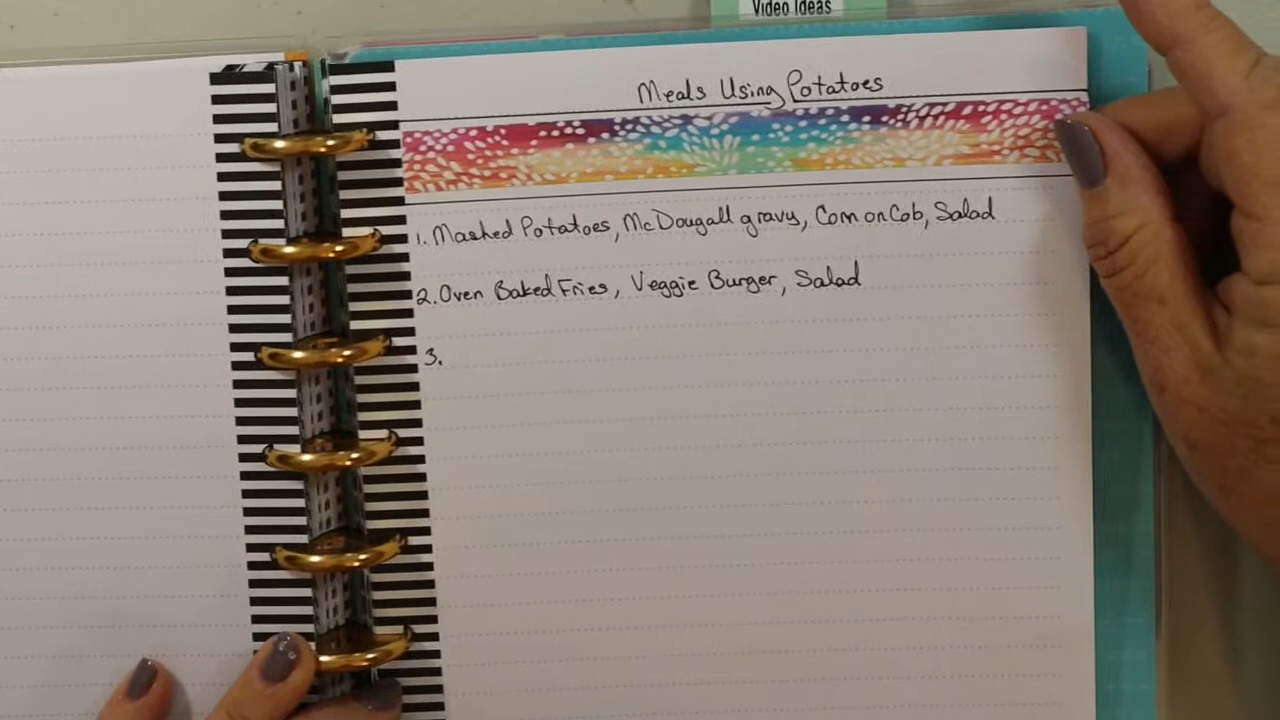 Video Ideas
Meals Using Potatoes
1. Mashed Potatoes, McDougall gravy, Corn on Cob, Salad
2. Oven Baked Fries, Veggie Burger, Salad
3.